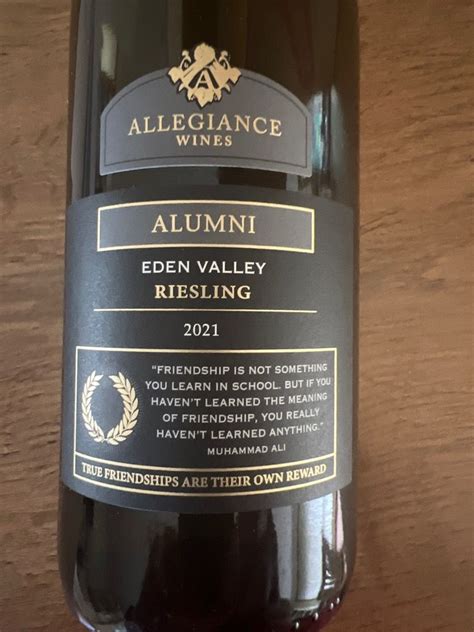 A
ALLEGIANCE
WINES
ALUMNI
EDEN VALLEY
RIESLING
2021
"FRIENDSHIP IS NOT SOMETHING
YOU LEARN IN SCHOOL. BUT IF YOU
HAVEN'T LEARNED THE MEANING
OF FRIENDSHIP, YOU REALLY
HAVEN'T LEARNED ANYTHING."
MUHAMMAD ALI
TRUE FRIENDSHIPS ARE THEIR OWN REWARD